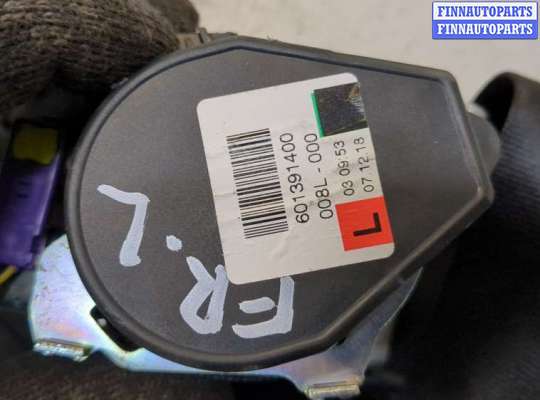 FINNAUTOPARTS
FINNAUTOPARTS
601391400
008L - 000
03 09:53
07.12.18
L
FR.L